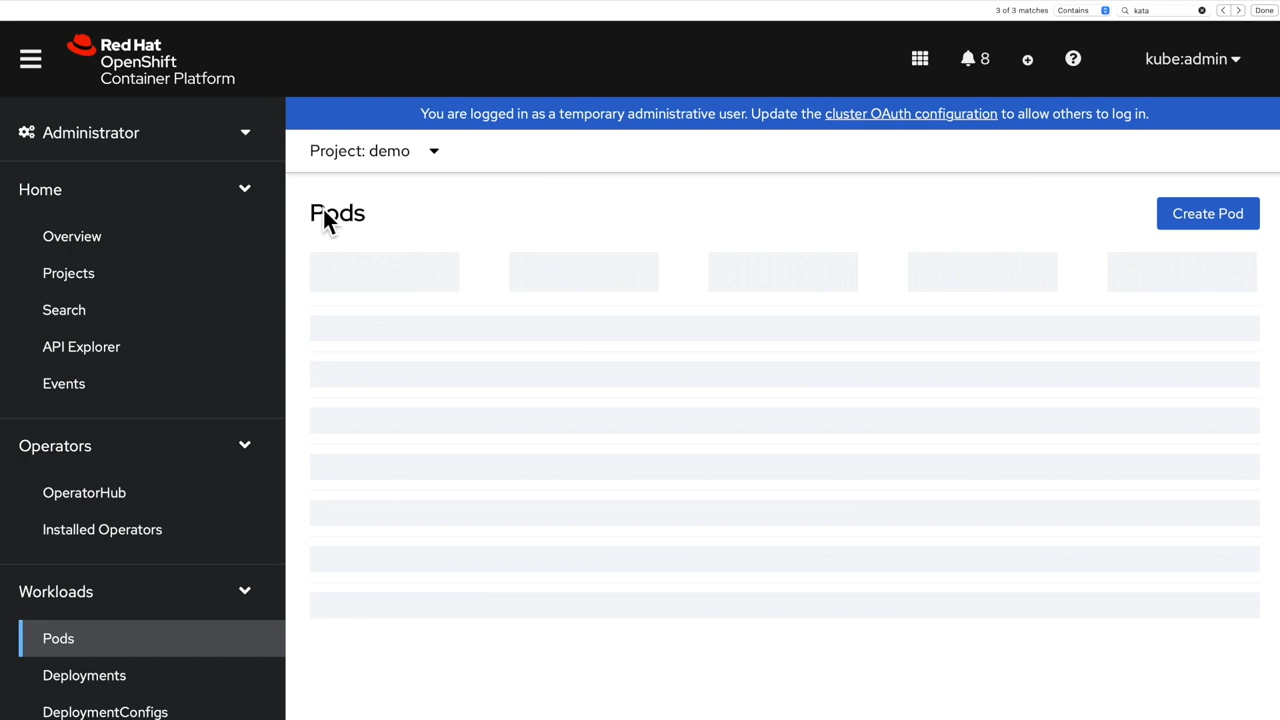 3 of 3 matches Contains kata Done
Red Hat
OpenShift
Container Platform
8
kube:admin
Administrator
You are logged in as a temporary administrative user. Update the cluster OAuth configuration to allow others to log in.
Project: demo
Home
Pods
Create Pod
Overview
Projects
Search
API Explorer
Events
Operators
OperatorHub
Installed Operators
Workloads
Pods
Deployments
DeploymentConfigs